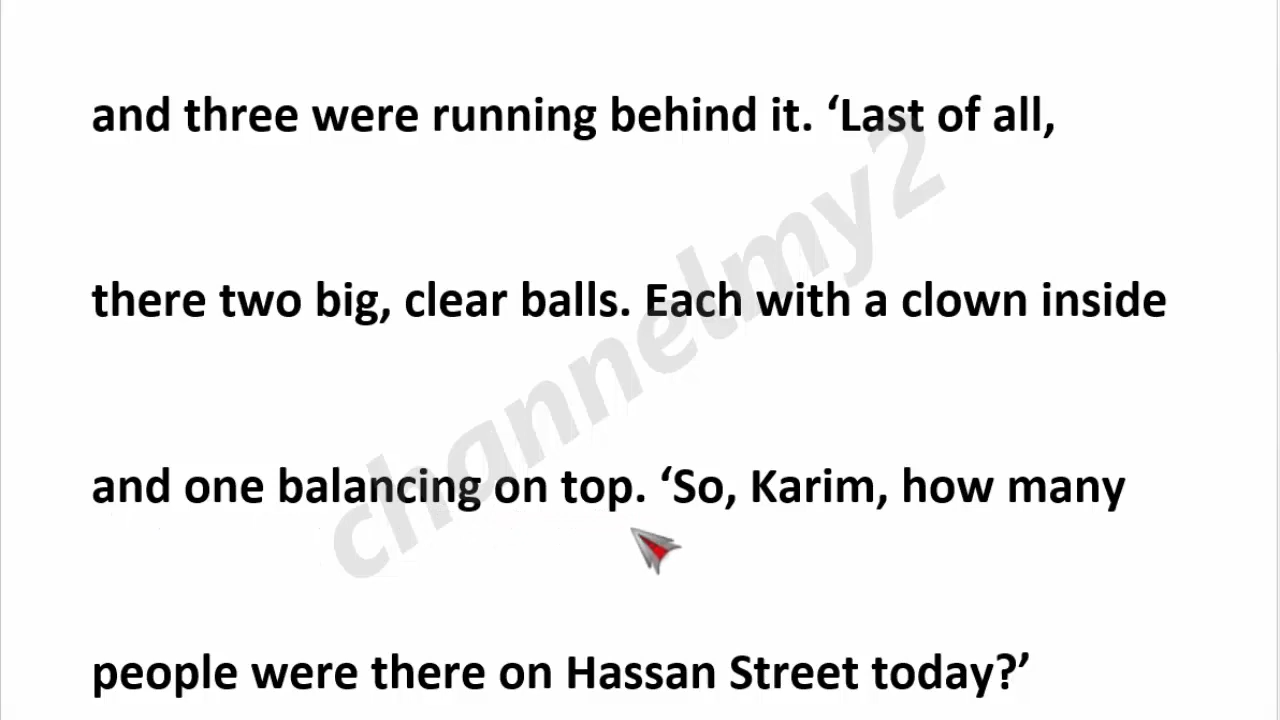 and three were running behind it. ‘Last of all,
there two big, clear balls. Each with a clown inside
and one balancing on top. ‘So, Karim, how many
people were there on Hassan Street today?’
channelmy2